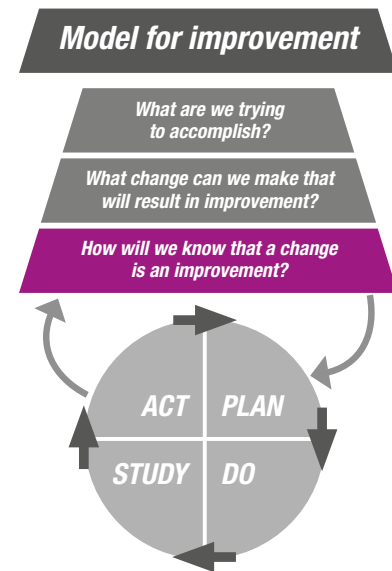 Model for improvement
What are we trying
to accomplish?
What change can we make that
will result in improvement?
How will we know that a change
is an improvement?
ACT PLAN
STUDY DO